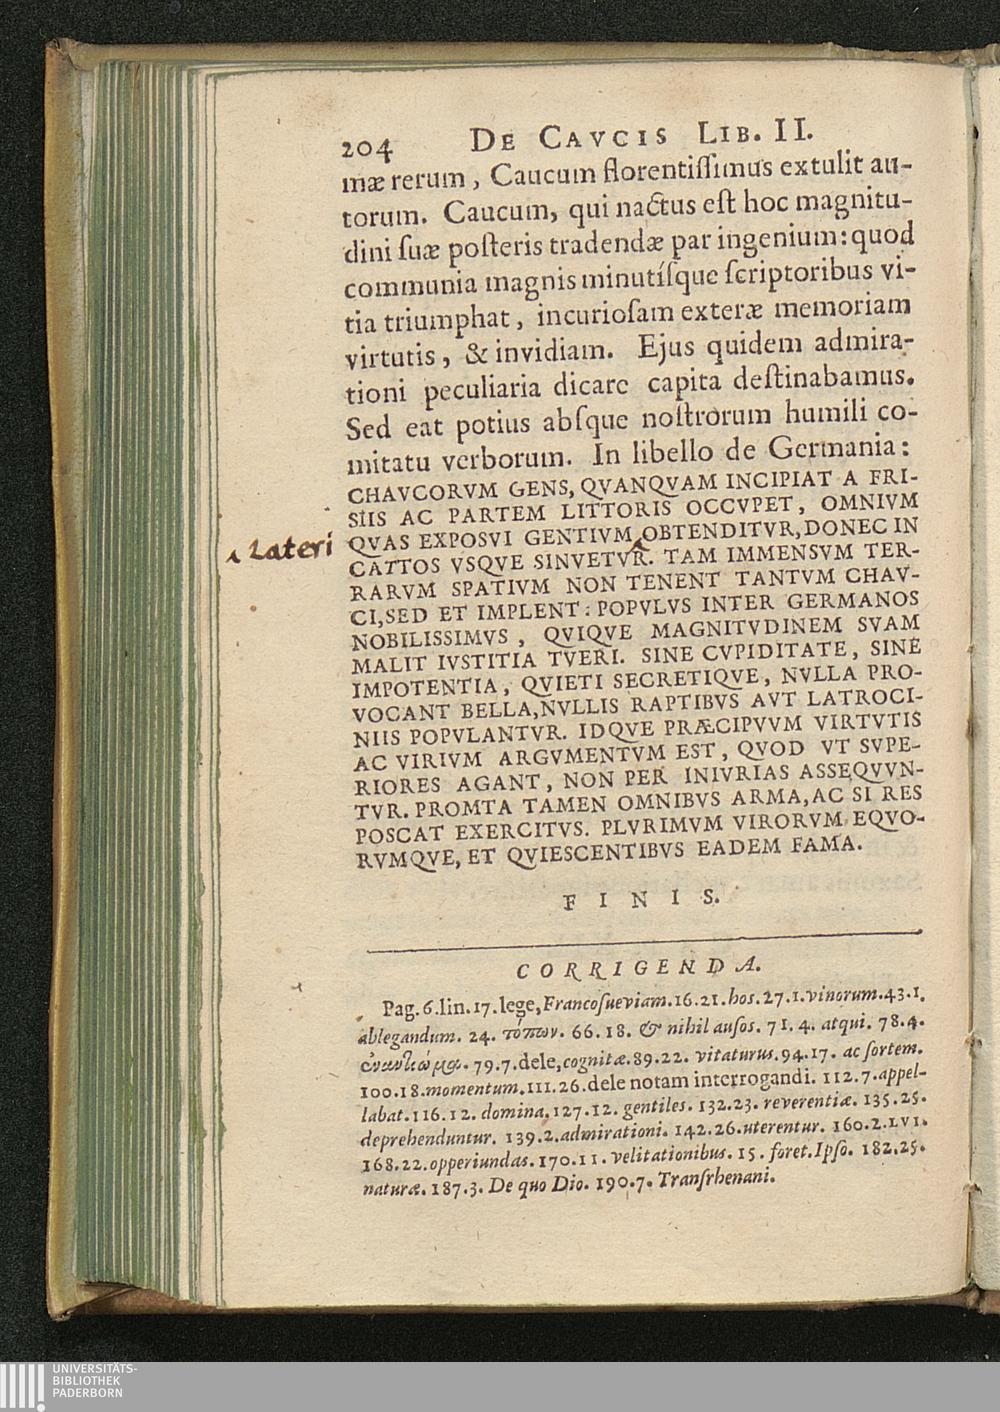 204 DE CAVCIS LIB. II.
mæ rerum, Caucum florentiſſimus extulit au-
torum. Caucum, qui nactus eſt hoc magnitu-
dini ſuæ poſteris tradendæ par ingenium: quod
communia magnis minutíſque ſcriptoribus vi-
tia triumphat, incurioſam exteræ memoriam
virtutis, & invidiam. Ejus quidem admira-
tioni peculiaria dicare capita deſtinabamus.
Sed eat potius abſque noſtrorum humili co-
mitatu verborum. In libello de Germania:
CHAVCORVM GENS, QVANQVAM INCIPIAT A FRI-
SIIS AC PARTEM LITTORIS OCCVPET, OMNIVM
QVAS EXPOSVI GENTIVM OBTENDITVR, DONEC IN
‸ Lateri
CATTOS VSQVE SINVETVR. TAM IMMENSVM TER-
RARVM SPATIVM NON TENENT TANTVM CHAV-
CI, SED ET IMPLENT: POPVLVS INTER GERMANOS
NOBILISSIMVS, QVIQVE MAGNITVDINEM SVAM
MALIT IVSTITIA TVERI. SINE CVPIDITATE, SINE
IMPOTENTIA, QVIETI SECRETIQVE, NVLLA PRO-
VOCANT BELLA, NVLLIS RAPTIBVS AVT LATROCI-
NIIS POPVLANTVR. IDQVE PRÆCIPVVM VIRTVTIS
AC VIRIVM ARGVMENTVM EST, QVOD VT SVPE-
RIORES AGANT, NON PER INIVRIAS ASSEQVVN-
TVR. PROMTA TAMEN OMNIBVS ARMA, AC SI RES
POSCAT EXERCITVS. PLVRIMVM VIRORVM EQVO-
RVMQVE, ET QVIESCENTIBVS EADEM FAMA.
FINIS.
CORRIGENDA.
Pag. 6. lin. 17. lege, Francoſueviam. 16. 21. hos. 27. 1. vinorum. 43. 1.
ablegandum. 24. τόπων. 66. 18. & nihil auſos. 71. 4. atqui. 78. 4.
79. 7. dele, cognitæ. 89. 22. vitaturus. 94. 17. ac ſortem.
100. 18. momentum. 111. 26. dele notam interrogandi. 112. 7. appel-
labat. 116. 12. domina. 127. 12. gentiles. 132. 23. reverentiæ. 135. 25.
deprehenduntur. 139. 2. admirationi. 142. 26. uterentur. 160. 2. LVI.
168. 22. opperiundas. 170. 11. velitationibus. 15. foret. Ipſo. 182. 25.
naturæ. 187. 3. De quo Dio. 190. 7. Tranſrhenani.
UNIVERSITÄTS-
BIBLIOTHEK
PADERBORN